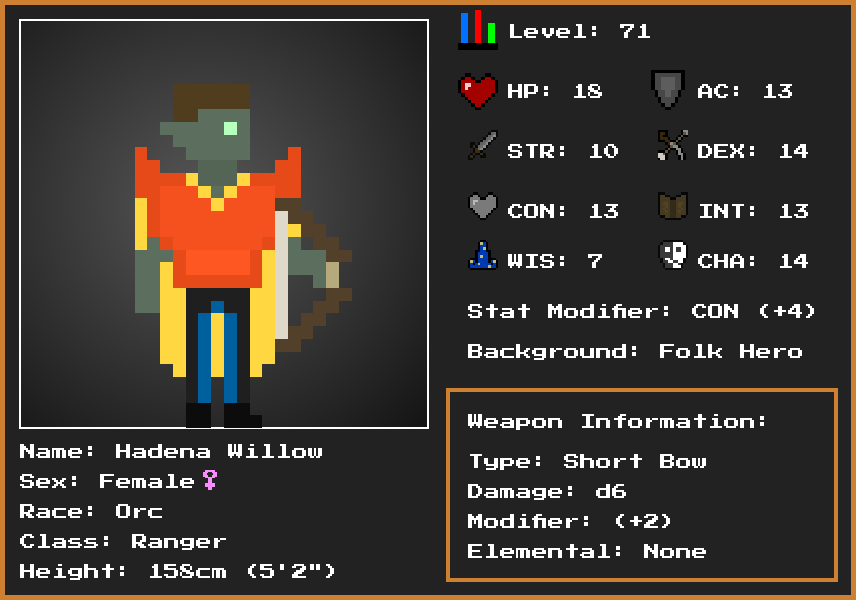 Level: 71
HP: 18 AC: 13
STR: 10 DEX: 14
CON: 13 INT: 13
WIS: 7 CHA: 14
Stat Modifier: CON (+4)
Background: Folk Hero
Weapon Information:
Type: Short Bow
Damage: d6
Modifier: (+2)
Elemental: None
Name: Hadena Willow
Sex: Female♀
Race: Orc
Class: Ranger
Height: 158cm (5'2")